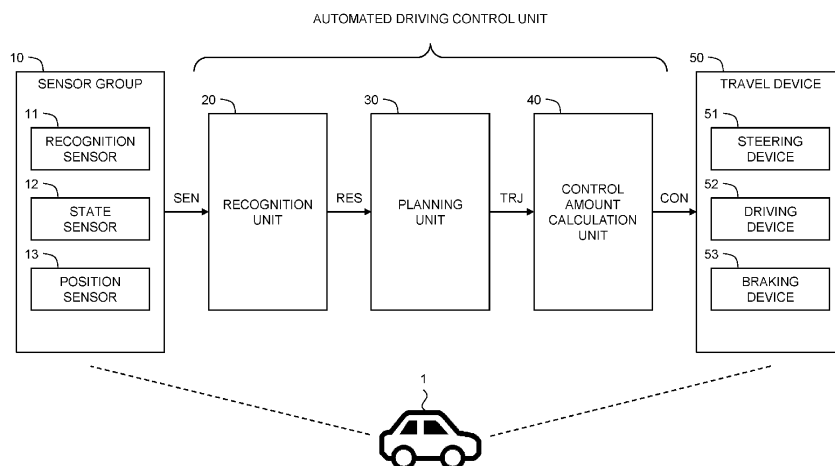 AUTOMATED DRIVING CONTROL UNIT
10
SENSOR GROUP
11
RECOGNITION
SENSOR
12
STATE
SENSOR
13
POSITION
SENSOR
SEN
20
RECOGNITION
UNIT
RES
30
PLANNING
UNIT
TRJ
40
CONTROL
AMOUNT
CALCULATION
UNIT
CON
50
TRAVEL DEVICE
51
STEERING
DEVICE
52
DRIVING
DEVICE
53
BRAKING
DEVICE
1